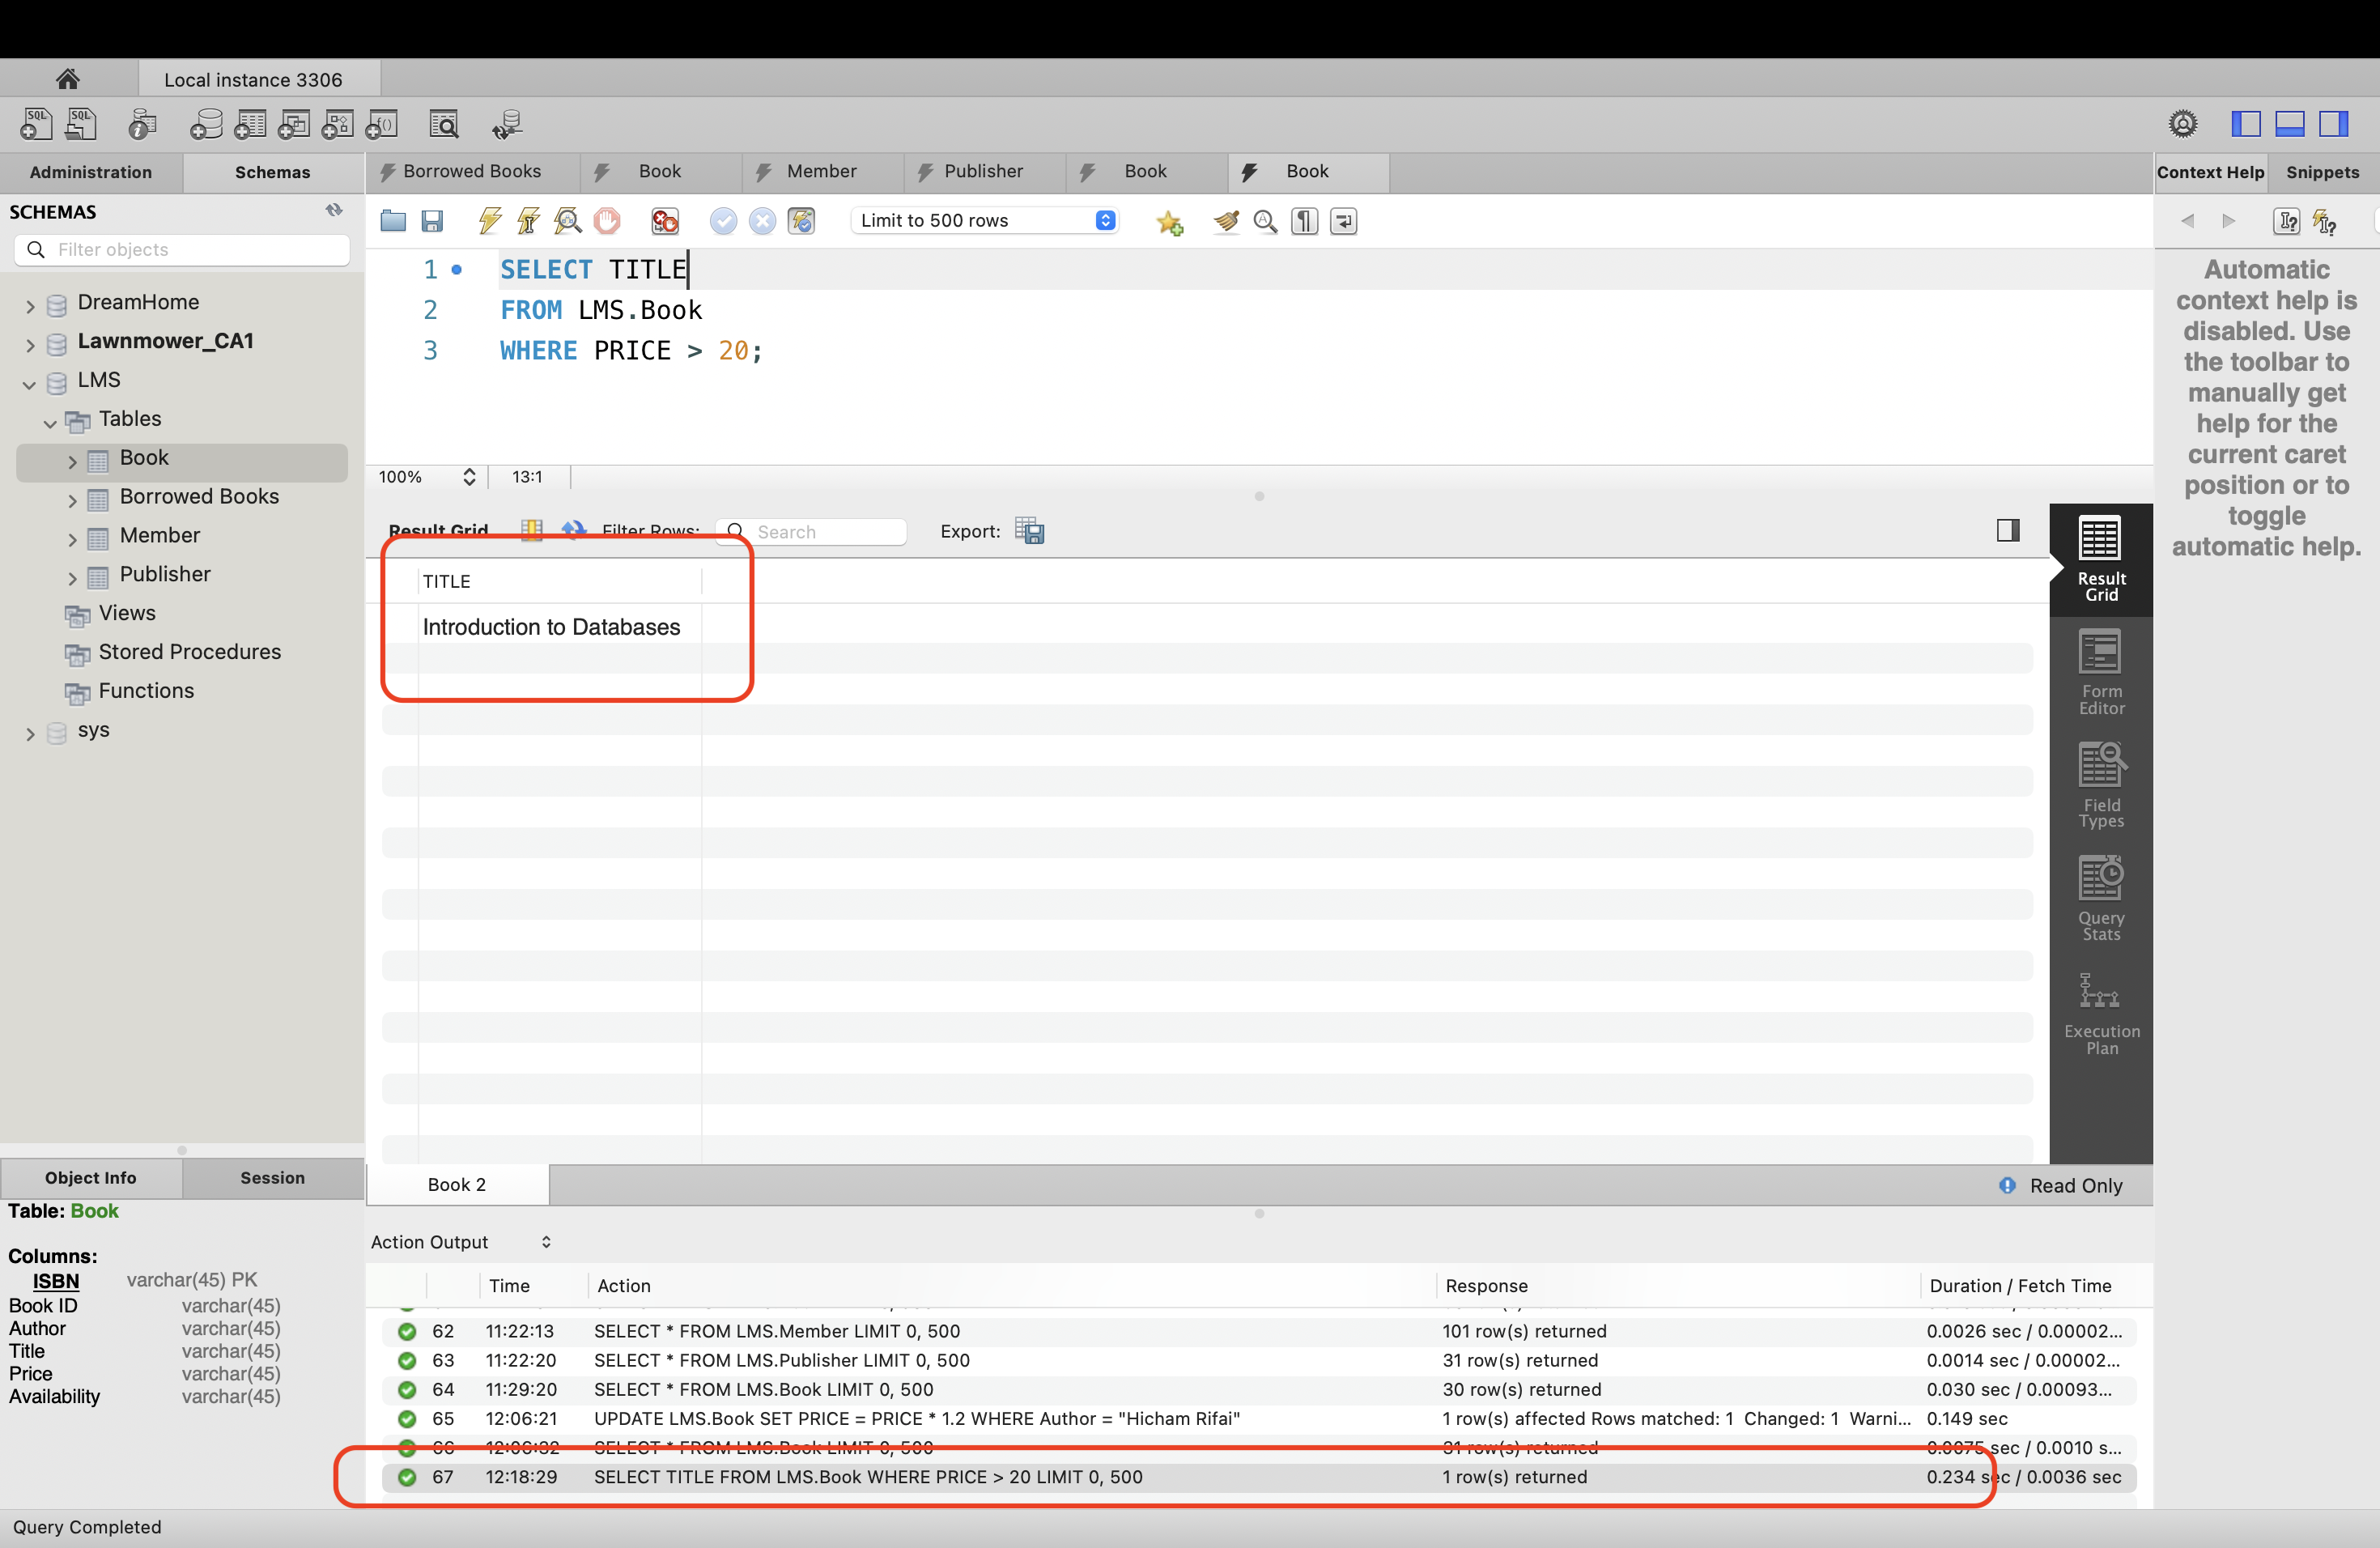 Local instance 3306
Administration
Schemas
Borrowed Books
Book
Member
Publisher
Book
Book
Context Help
Snippets
SCHEMAS
Filter objects
DreamHome
Lawnmower_CA1
LMS
Tables
Book
Borrowed Books
Member
Publisher
Views
Stored Procedures
Functions
sys
Limit to 500 rows
1 SELECT TITLE
2 FROM LMS.Book
3 WHERE PRICE > 20;
100%
13:1
Result Grid
Filter Rows:
Search
Export:
TITLE
Introduction to Databases
Result
Grid
Form
Editor
Field
Types
Query
Stats
Execution
Plan
Automatic
context help is
disabled. Use
the toolbar to
manually get
help for the
current caret
position or to
toggle
automatic help.
Book 2
Read Only
Object Info
Session
Table: Book
Columns:
ISBN varchar(45) PK
Book ID varchar(45)
Author varchar(45)
Title varchar(45)
Price varchar(45)
Availability varchar(45)
Action Output
Time Action Response Duration / Fetch Time
62 11:22:13 SELECT * FROM LMS.Member LIMIT 0, 500 101 row(s) returned 0.0026 sec / 0.00002...
63 11:22:20 SELECT * FROM LMS.Publisher LIMIT 0, 500 31 row(s) returned 0.0014 sec / 0.00002...
64 11:29:20 SELECT * FROM LMS.Book LIMIT 0, 500 30 row(s) returned 0.030 sec / 0.00093...
65 12:06:21 UPDATE LMS.Book SET PRICE = PRICE * 1.2 WHERE Author = "Hicham Rifai" 1 row(s) affected Rows matched: 1 Changed: 1 Warni... 0.149 sec
66 12:06:32 SELECT * FROM LMS.Book LIMIT 0, 500 31 row(s) returned 0.0075 sec / 0.0010 s...
67 12:18:29 SELECT TITLE FROM LMS.Book WHERE PRICE > 20 LIMIT 0, 500 1 row(s) returned 0.234 sec / 0.0036 sec
Query Completed